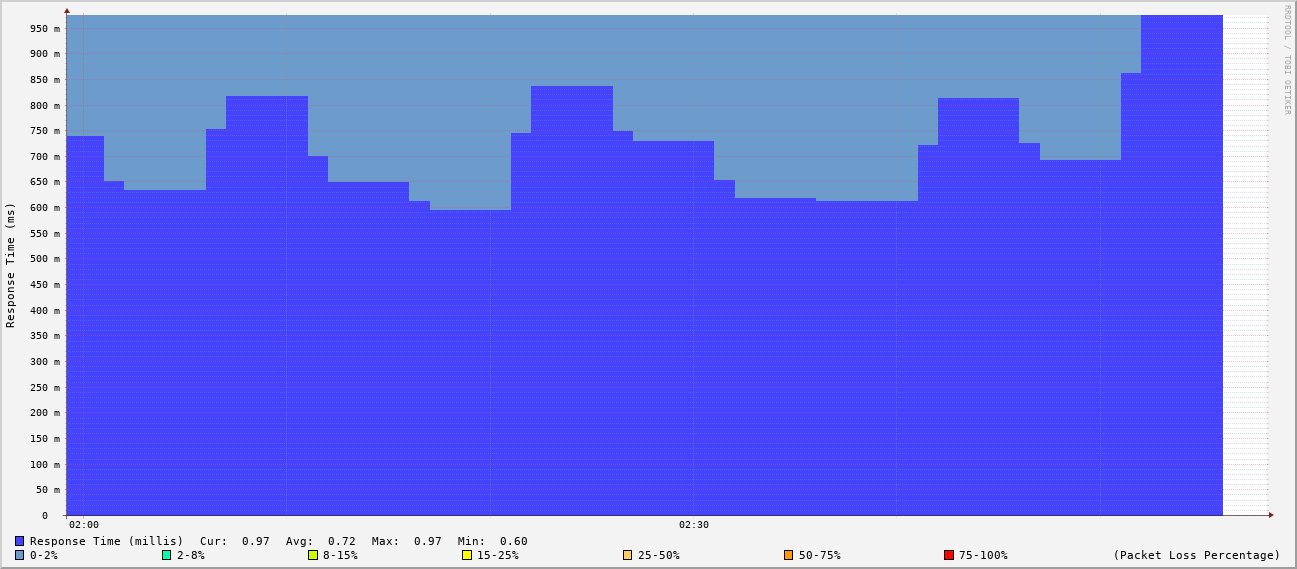 RRDTOOL / TOBI OETIKER
Response Time (ms)
950 m
900 m
850 m
800 m
750 m
700 m
650 m
600 m
550 m
500 m
450 m
400 m
350 m
300 m
250 m
200 m
150 m
100 m
50 m
0
02:00 02:30
Response Time (millis) Cur: 0.97 Avg: 0.72 Max: 0.97 Min: 0.60
0-2% 2-8% 8-15% 15-25% 25-50% 50-75% 75-100% (Packet Loss Percentage)